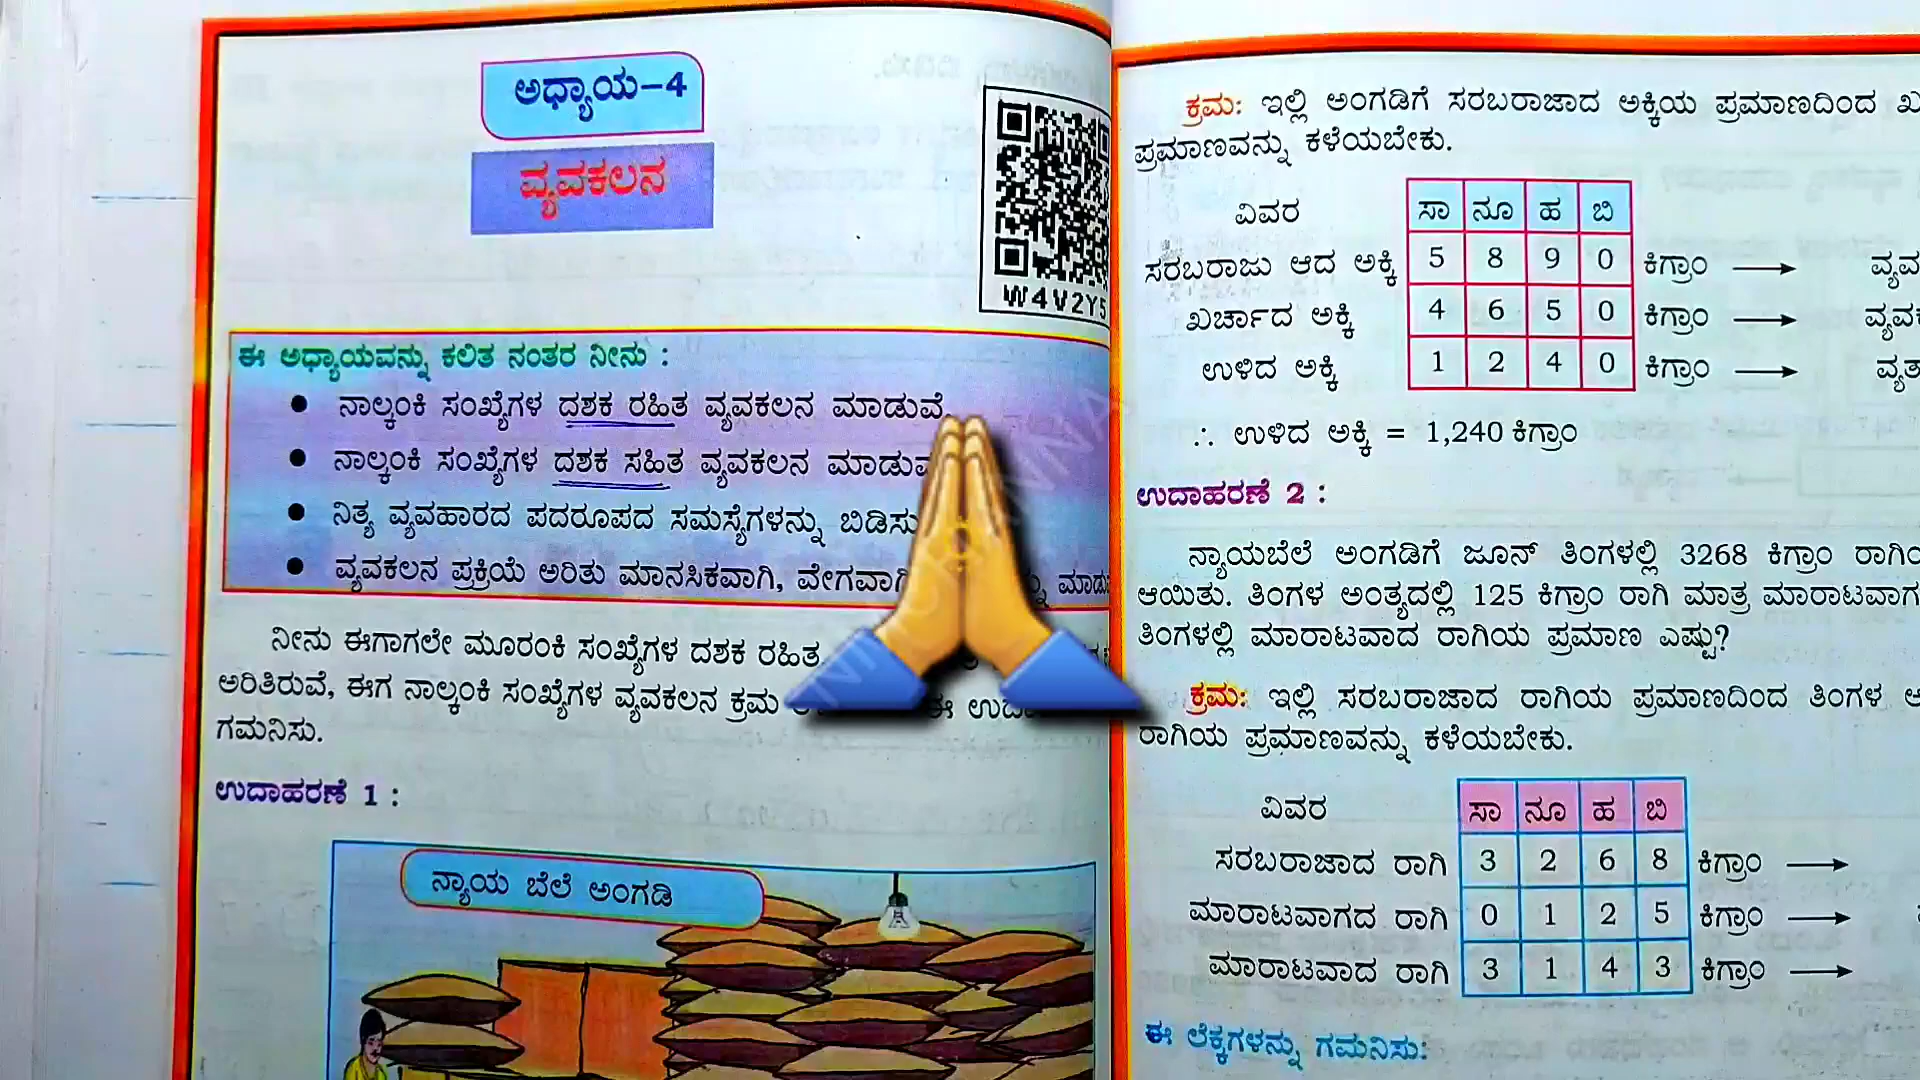 ಅಧ್ಯಾಯ–4
ವ್ಯವಕಲನ
W4V2Y5
ಈ ಅಧ್ಯಾಯವನ್ನು ಕಲಿತ ನಂತರ ನೀನು :
● ನಾಲ್ಕಂಕಿ ಸಂಖ್ಯೆಗಳ ದಶಕ ರಹಿತ ವ್ಯವಕಲನ ಮಾಡುವೆ.
● ನಾಲ್ಕಂಕಿ ಸಂಖ್ಯೆಗಳ ದಶಕ ಸಹಿತ ವ್ಯವಕಲನ
● ನಿತ್ಯ ವ್ಯವಹಾರದ ಪದರೂಪದ ಸಮಸ್ಯೆಗಳನ್ನು
● ವ್ಯವಕಲನ ಪ್ರಕ್ರಿಯೆ ಅರಿತು ಮಾನಸಿಕವಾಗಿ,
ನೀನು ಈಗಾಗಲೇ ಮೂರಂಕಿ ಸಂಖ್ಯೆಗಳ ದಶಕ ರಹಿತ
ಅರಿತಿರುವೆ, ಈಗ ನಾಲ್ಕಂಕಿ ಸಂಖ್ಯೆಗಳ ವ್ಯವಕಲನ ಕ್ರಮ ಈ
ಗಮನಿಸು.
ಉದಾಹರಣೆ 1 :
ನ್ಯಾಯ ಬೆಲೆ ಅಂಗಡಿ
ಕ್ರಮ: ಇಲ್ಲಿ ಅಂಗಡಿಗೆ ಸರಬರಾಜಾದ ಅಕ್ಕಿಯ ಪ್ರಮಾಣದಿಂದ
ಪ್ರಮಾಣವನ್ನು ಕಳೆಯಬೇಕು.
ವಿವರ ಸಾ ನೂ ಹ ಬಿ
ಸರಬರಾಜು ಆದ ಅಕ್ಕಿ 5 8 9 0 ಕಿಗ್ರಾಂ →
ಖರ್ಚಾದ ಅಕ್ಕಿ 4 6 5 0 ಕಿಗ್ರಾಂ →
ಉಳಿದ ಅಕ್ಕಿ 1 2 4 0 ಕಿಗ್ರಾಂ →
∴ ಉಳಿದ ಅಕ್ಕಿ = 1,240 ಕಿಗ್ರಾಂ
ಉದಾಹರಣೆ 2 :
ನ್ಯಾಯಬೆಲೆ ಅಂಗಡಿಗೆ ಜೂನ್ ತಿಂಗಳಲ್ಲಿ 3268 ಕಿಗ್ರಾಂ
ಆಯಿತು. ತಿಂಗಳ ಅಂತ್ಯದಲ್ಲಿ 125 ಕಿಗ್ರಾಂ ರಾಗಿ ಮಾತ್ರ
ತಿಂಗಳಲ್ಲಿ ಮಾರಾಟವಾದ ರಾಗಿಯ ಪ್ರಮಾಣ ಎಷ್ಟು?
ಕ್ರಮ: ಇಲ್ಲಿ ಸರಬರಾಜಾದ ರಾಗಿಯ ಪ್ರಮಾಣದಿಂದ ತಿಂಗಳ
ರಾಗಿಯ ಪ್ರಮಾಣವನ್ನು ಕಳೆಯಬೇಕು.
ವಿವರ ಸಾ ನೂ ಹ ಬಿ
ಸರಬರಾಜಾದ ರಾಗಿ 3 2 6 8 ಕಿಗ್ರಾಂ →
ಮಾರಾಟವಾಗದ ರಾಗಿ 0 1 2 5 ಕಿಗ್ರಾಂ →
ಮಾರಾಟವಾದ ರಾಗಿ 3 1 4 3 ಕಿಗ್ರಾಂ →
ಈ ಲೆಕ್ಕಗಳನ್ನು ಗಮನಿಸು: